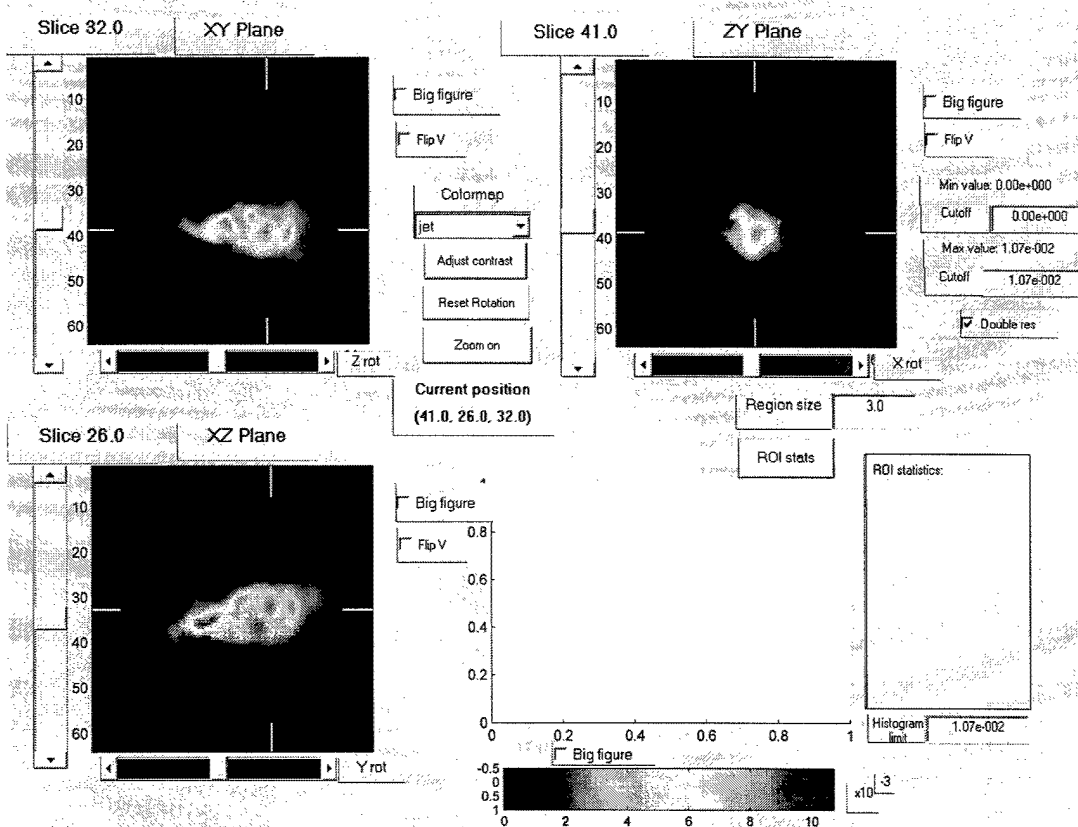 Slice 32.0
XY Plane
10
20
30
40
50
60
Z rot
Big figure
Flip V
Colormap
jet
Adjust contrast
Reset Rotation
Zoom on
Current position
(41.0, 26.0, 32.0)
Slice 41.0
ZY Plane
10
20
30
40
50
60
X rot
Big figure
Flip V
Min value: 0.00e+000
Cutoff 0.00e+000
Max value: 1.07e-002
Cutoff 1.07e-002
Double res
Region size 3.0
ROI stats
Slice 26.0
XZ Plane
10
20
30
40
50
60
Y rot
Big figure
Flip V
0.8
0.6
0.4
0.2
0
0 0.2 0.4 0.6 0.8 1
ROI statistics:
Histogram limit 1.07e-002
Big figure
-0.5
0
0.5
1
0 2 4 6 8 10
x10 -3